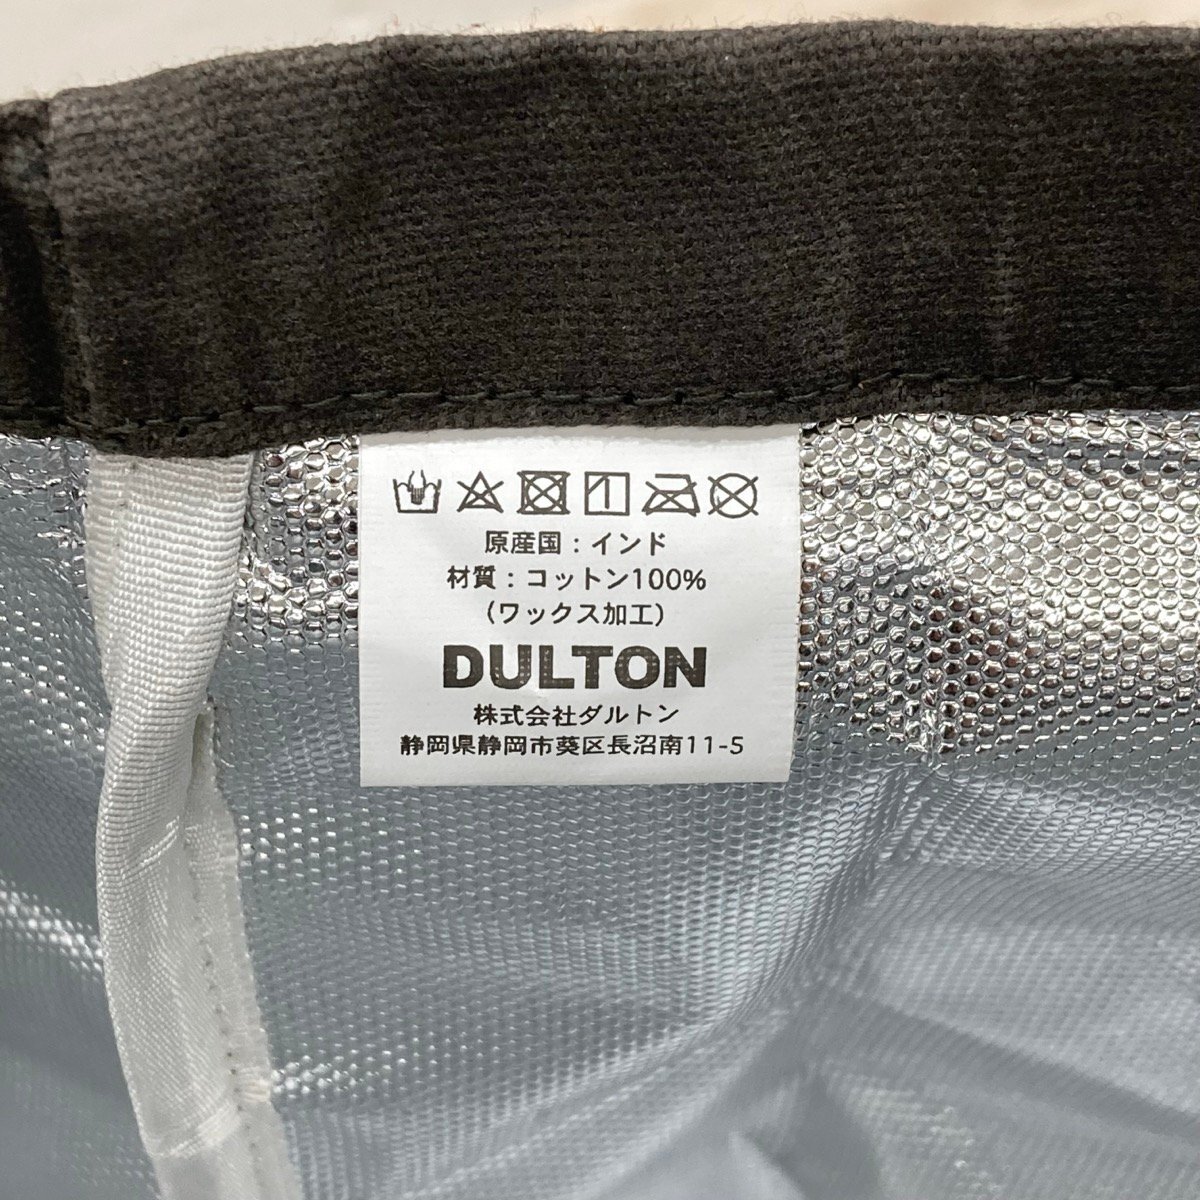 原産国：インド
材質：コットン100%
（ワックス加工）
DULTON
株式会社ダルトン
静岡県静岡市葵区長沼南11-5